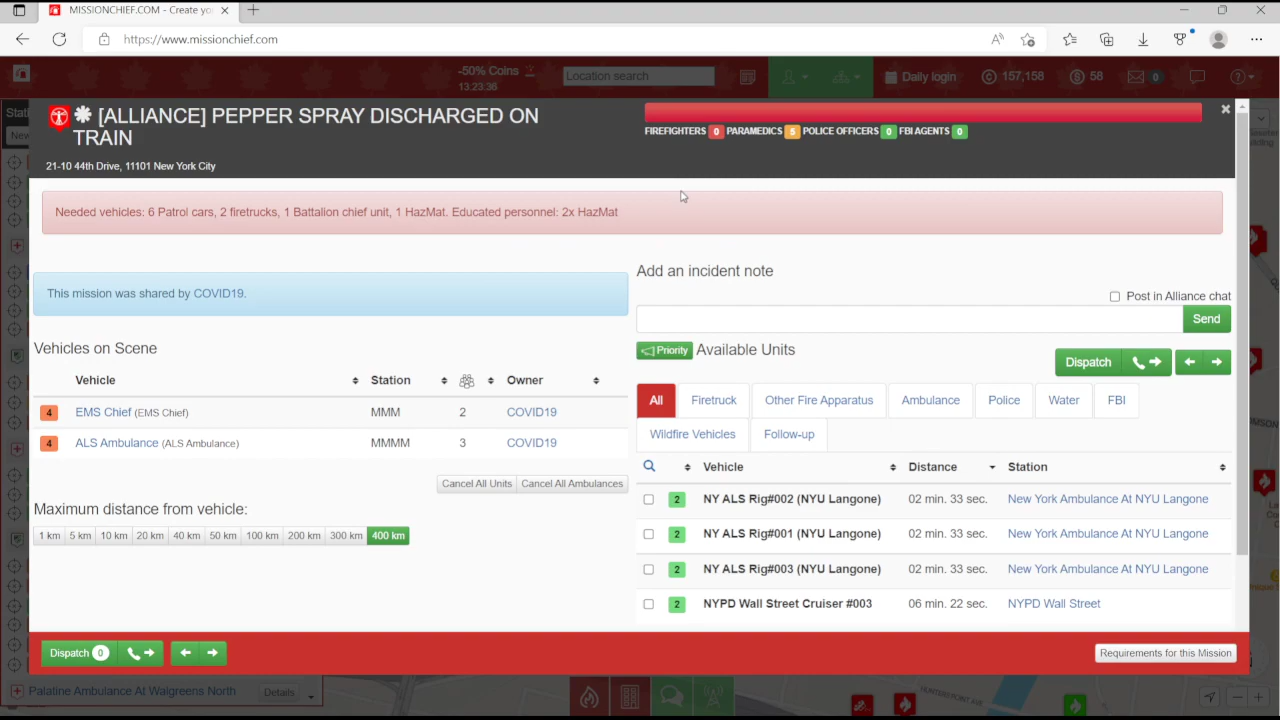 MISSIONCHIEF.COM - Create yo
https://www.missionchief.com
-50% Coins
13:23:36
Location search
Daily login
157,158
58
0
[ALLIANCE] PEPPER SPRAY DISCHARGED ON
TRAIN
FIREFIGHTERS 0 PARAMEDICS 5 POLICE OFFICERS 0 FBI AGENTS 0
21-10 44th Drive, 11101 New York City
Needed vehicles: 6 Patrol cars, 2 firetrucks, 1 Battalion chief unit, 1 HazMat. Educated personnel: 2x HazMat
This mission was shared by COVID19.
Add an incident note
Post in Alliance chat
Send
Vehicles on Scene
Vehicle Station Owner
4 EMS Chief (EMS Chief) MMM 2 COVID19
4 ALS Ambulance (ALS Ambulance) MMMM 3 COVID19
Cancel All Units Cancel All Ambulances
Maximum distance from vehicle:
1 km 5 km 10 km 20 km 40 km 50 km 100 km 200 km 300 km 400 km
Priority Available Units
Dispatch
All Firetruck Other Fire Apparatus Ambulance Police Water FBI
Wildfire Vehicles Follow-up
Vehicle Distance Station
2 NY ALS Rig#002 (NYU Langone) 02 min. 33 sec. New York Ambulance At NYU Langone
2 NY ALS Rig#001 (NYU Langone) 02 min. 33 sec. New York Ambulance At NYU Langone
2 NY ALS Rig#003 (NYU Langone) 02 min. 33 sec. New York Ambulance At NYU Langone
2 NYPD Wall Street Cruiser #003 06 min. 22 sec. NYPD Wall Street
Dispatch 0
Requirements for this Mission
Palatine Ambulance At Walgreens North Details